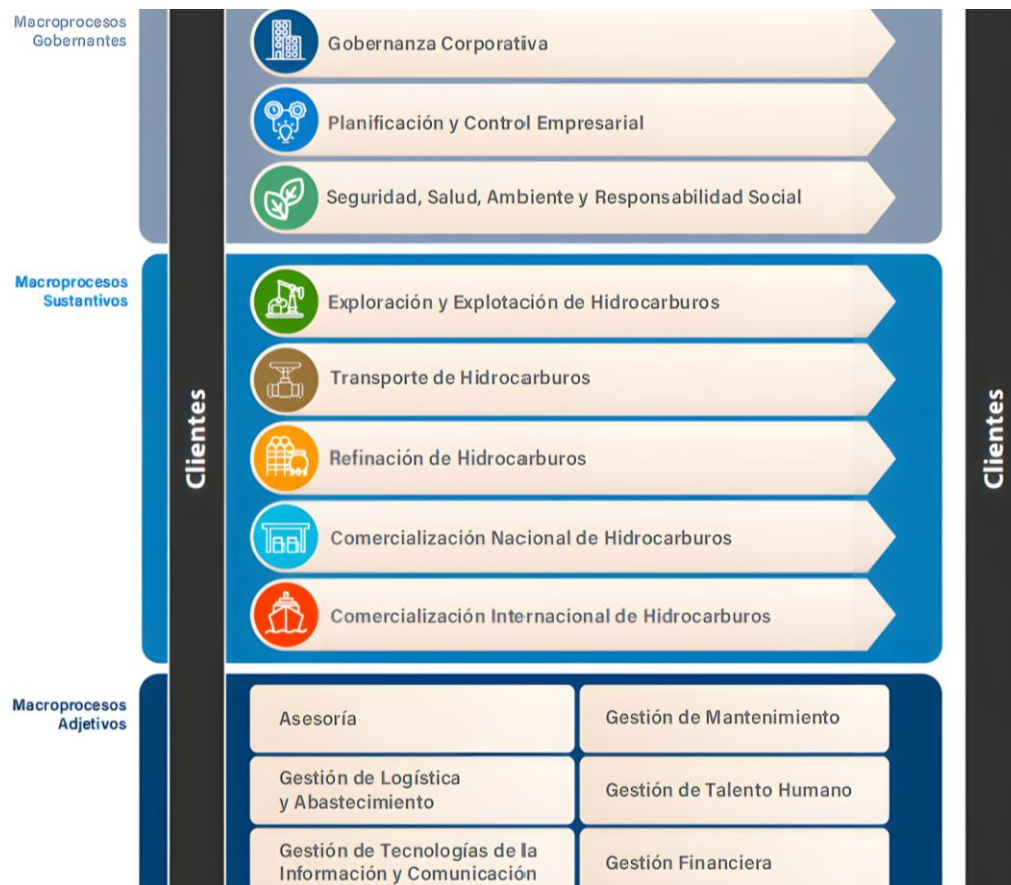 Macroprocesos
Gobernantes
Gobernanza Corporativa
Planificación y Control Empresarial
Seguridad, Salud, Ambiente y Responsabilidad Social
Macroprocesos
Sustantivos
Exploración y Explotación de Hidrocarburos
Transporte de Hidrocarburos
Refinación de Hidrocarburos
Comercialización Nacional de Hidrocarburos
Comercialización Internacional de Hidrocarburos
Clientes
Clientes
Macroprocesos
Adjetivos
Asesoría
Gestión de Mantenimiento
Gestión de Logística
y Abastecimiento
Gestión de Talento Humano
Gestión de Tecnologías de la
Información y Comunicación
Gestión Financiera